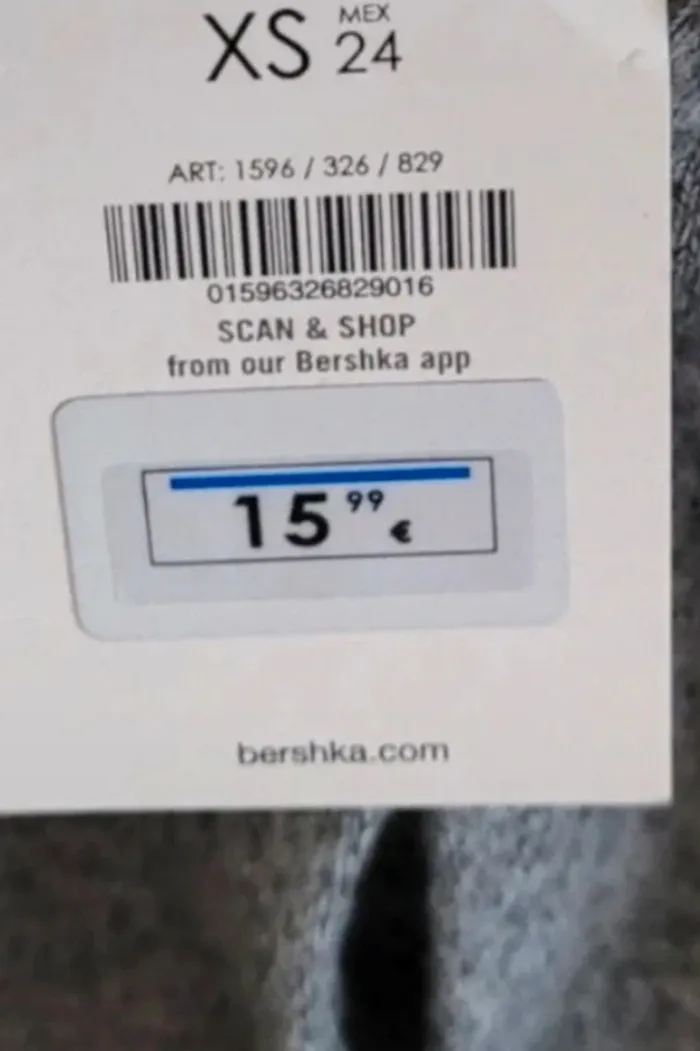 XS MEX 24
ART: 1596 / 326 / 829
01596326829016
SCAN & SHOP
from our Bershka app
15 99 €
bershka.com